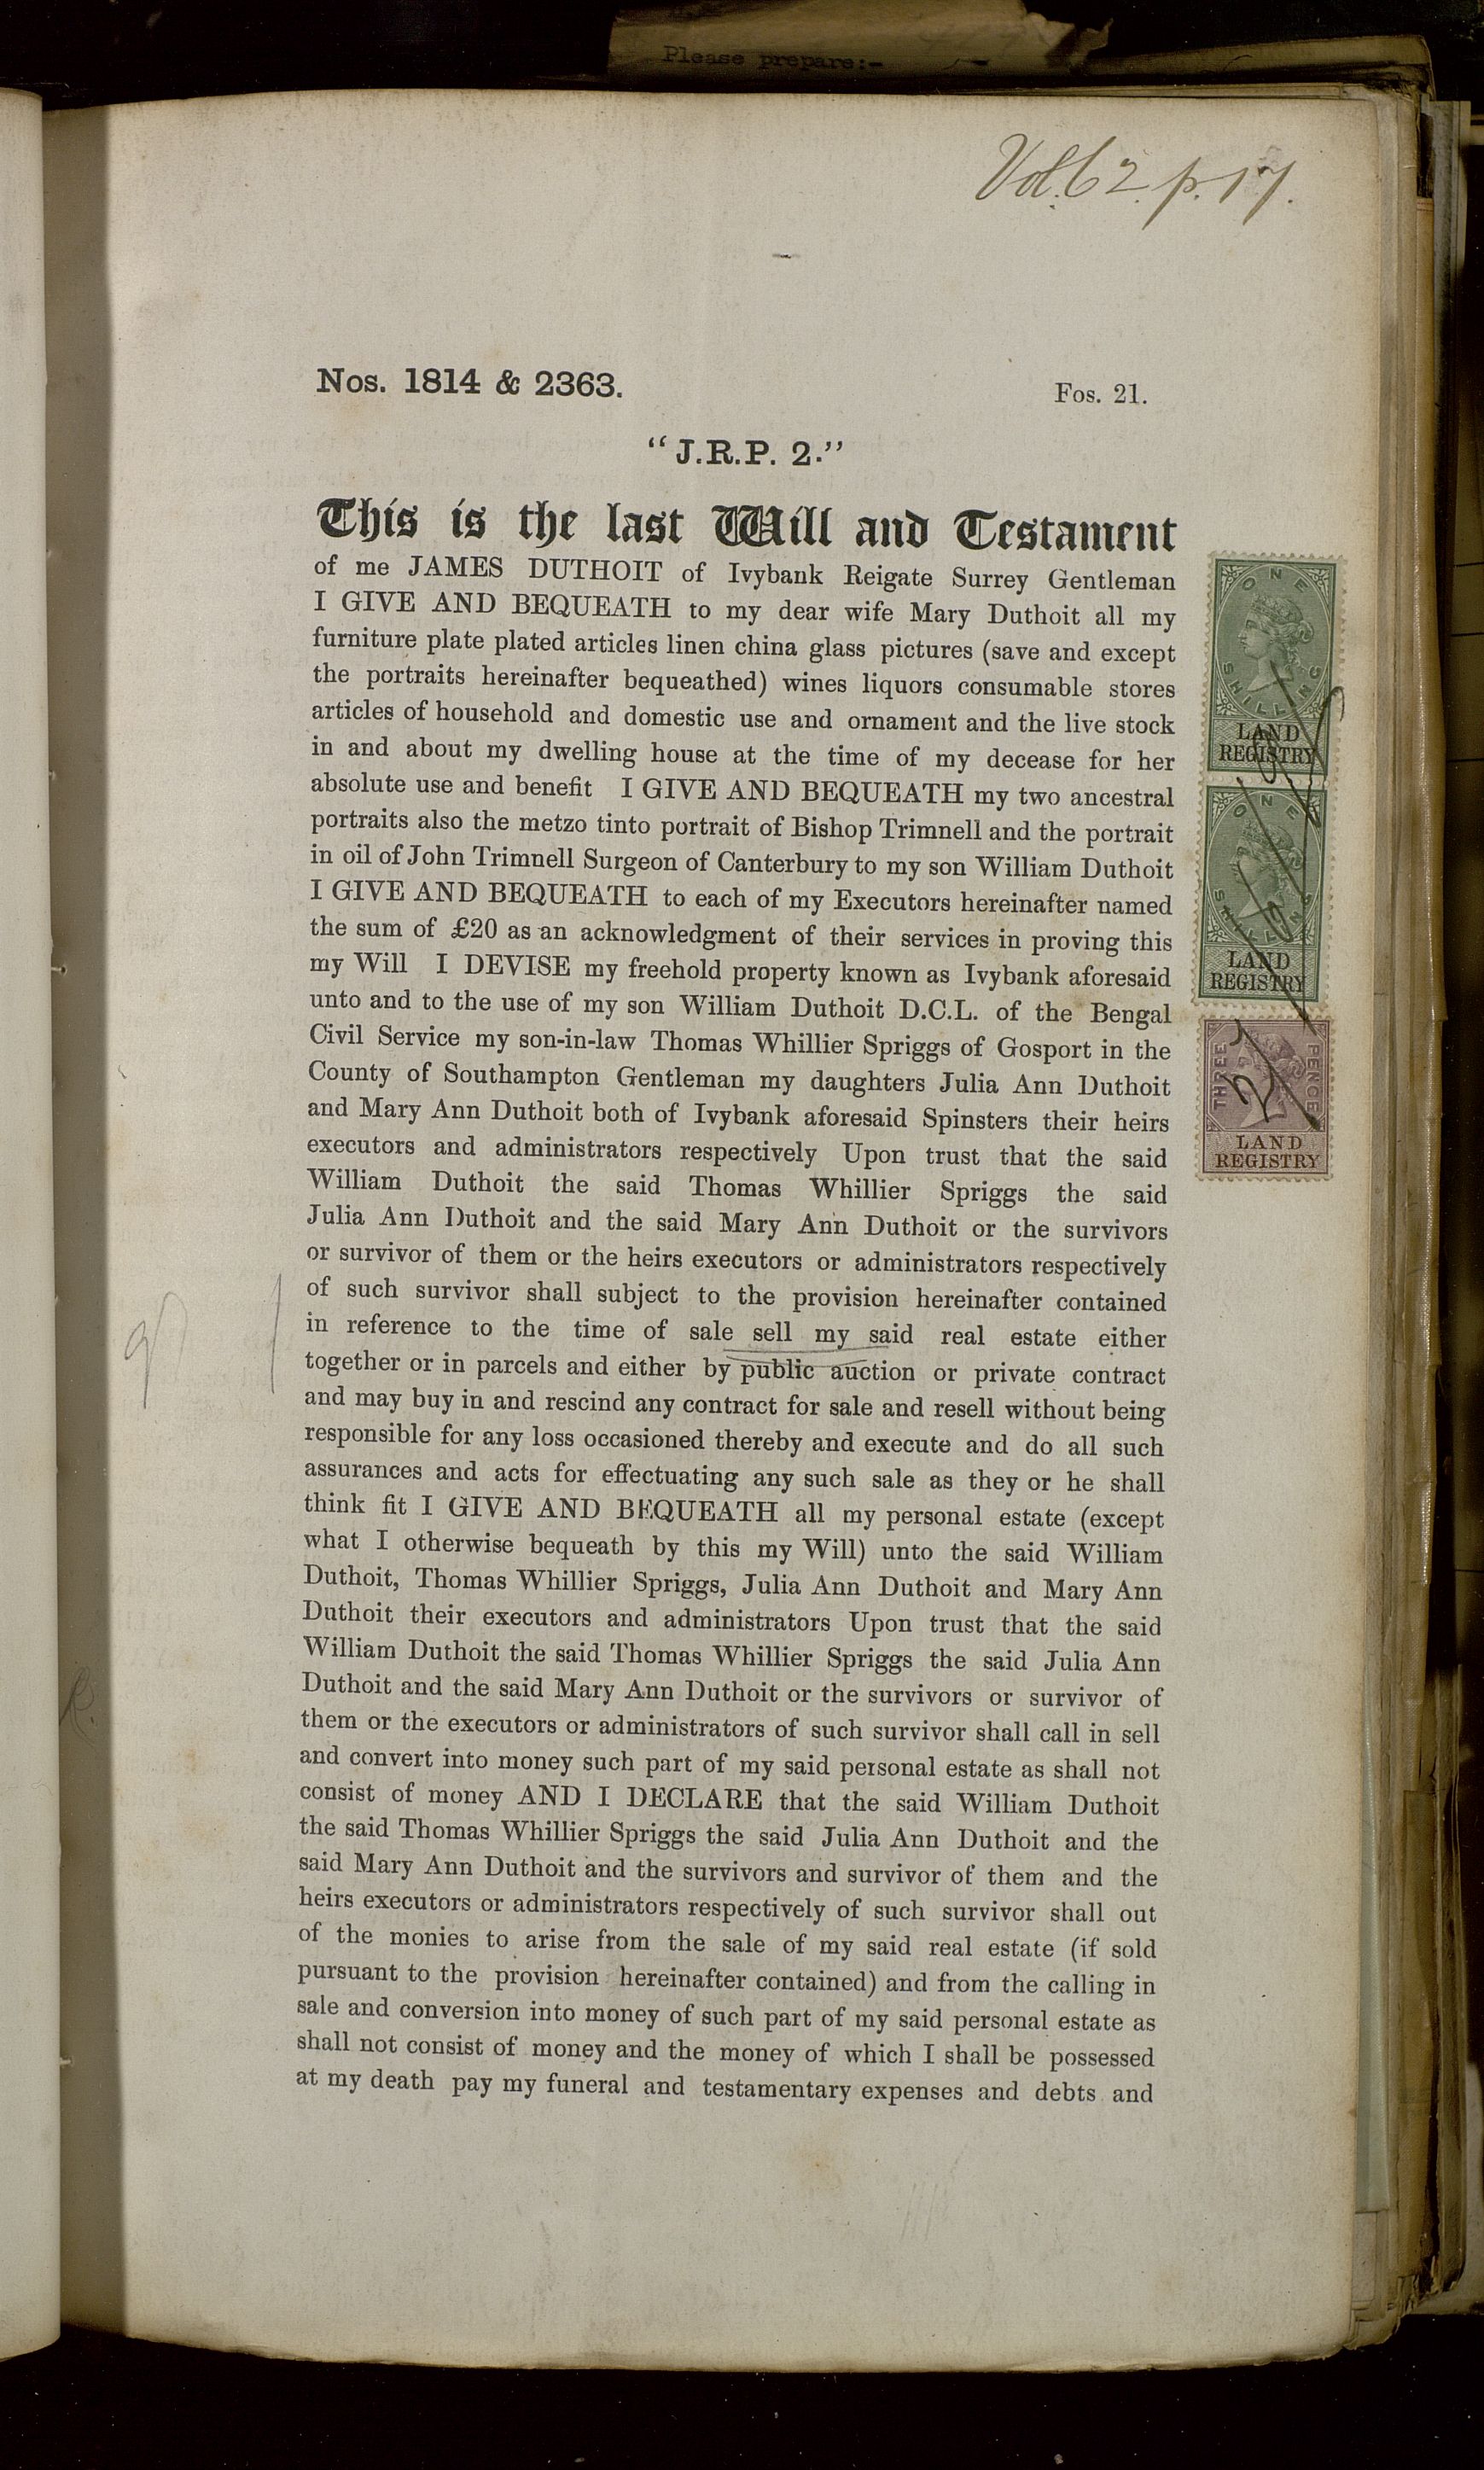 Please prepare:-
Vol. 62. p. 17.
Nos. 1814 & 2363.
Fos. 21.
"J.R.P. 2."
This is the last Will and Testament
of me JAMES DUTHOIT of Ivybank Reigate Surrey Gentleman
I GIVE AND BEQUEATH to my dear wife Mary Duthoit all my
furniture plate plated articles linen china glass pictures (save and except
the portraits hereinafter bequeathed) wines liquors consumable stores
articles of household and domestic use and ornament and the live stock
in and about my dwelling house at the time of my decease for her
absolute use and benefit I GIVE AND BEQUEATH my two ancestral
portraits also the metzo tinto portrait of Bishop Trimnell and the portrait
in oil of John Trimnell Surgeon of Canterbury to my son William Duthoit
I GIVE AND BEQUEATH to each of my Executors hereinafter named
the sum of £20 as an acknowledgment of their services in proving this
my Will I DEVISE my freehold property known as Ivybank aforesaid
unto and to the use of my son William Duthoit D.C.L. of the Bengal
Civil Service my son-in-law Thomas Whillier Spriggs of Gosport in the
County of Southampton Gentleman my daughters Julia Ann Duthoit
and Mary Ann Duthoit both of Ivybank aforesaid Spinsters their heirs
executors and administrators respectively Upon trust that the said
William Duthoit the said Thomas Whillier Spriggs the said
Julia Ann Duthoit and the said Mary Ann Duthoit or the survivors
or survivor of them or the heirs executors or administrators respectively
of such survivor shall subject to the provision hereinafter contained
in reference to the time of sale sell my said real estate either
together or in parcels and either by public auction or private contract
and may buy in and rescind any contract for sale and resell without being
responsible for any loss occasioned thereby and execute and do all such
assurances and acts for effectuating any such sale as they or he shall
think fit I GIVE AND BEQUEATH all my personal estate (except
what I otherwise bequeath by this my Will) unto the said William
Duthoit, Thomas Whillier Spriggs, Julia Ann Duthoit and Mary Ann
Duthoit their executors and administrators Upon trust that the said
William Duthoit the said Thomas Whillier Spriggs the said Julia Ann
Duthoit and the said Mary Ann Duthoit or the survivors or survivor of
them or the executors or administrators of such survivor shall call in sell
and convert into money such part of my said personal estate as shall not
consist of money AND I DECLARE that the said William Duthoit
the said Thomas Whillier Spriggs the said Julia Ann Duthoit and the
said Mary Ann Duthoit and the survivors and survivor of them and the
heirs executors or administrators respectively of such survivor shall out
of the monies to arise from the sale of my said real estate (if sold
pursuant to the provision hereinafter contained) and from the calling in
sale and conversion into money of such part of my said personal estate as
shall not consist of money and the money of which I shall be possessed
at my death pay my funeral and testamentary expenses and debts and
ONE
SHILLING
LAND
REGISTRY
ONE
SHILLING
LAND
REGISTRY
THREE PENCE
LAND
REGISTRY